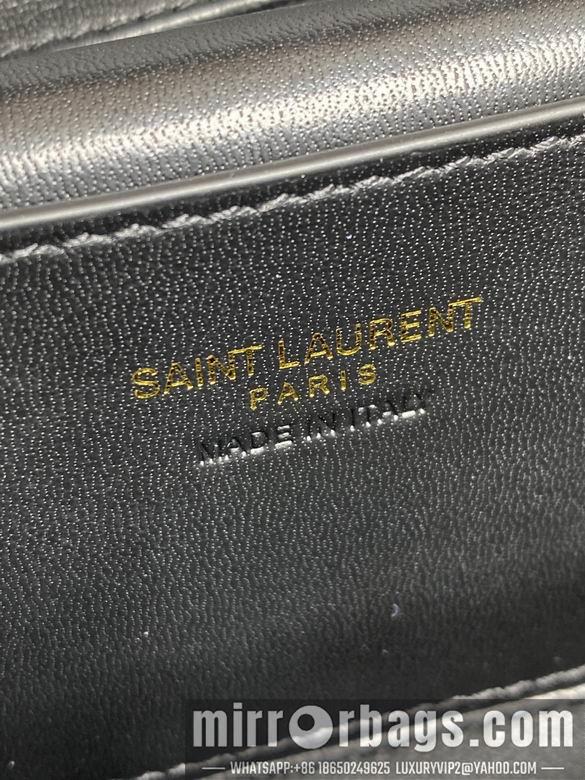 SAINT LAURENT
PARIS
MADE IN ITALY
mirrorbags.com
WHATSAPP:+86 18650249625 LUXURYVIP2@YAHOO.COM